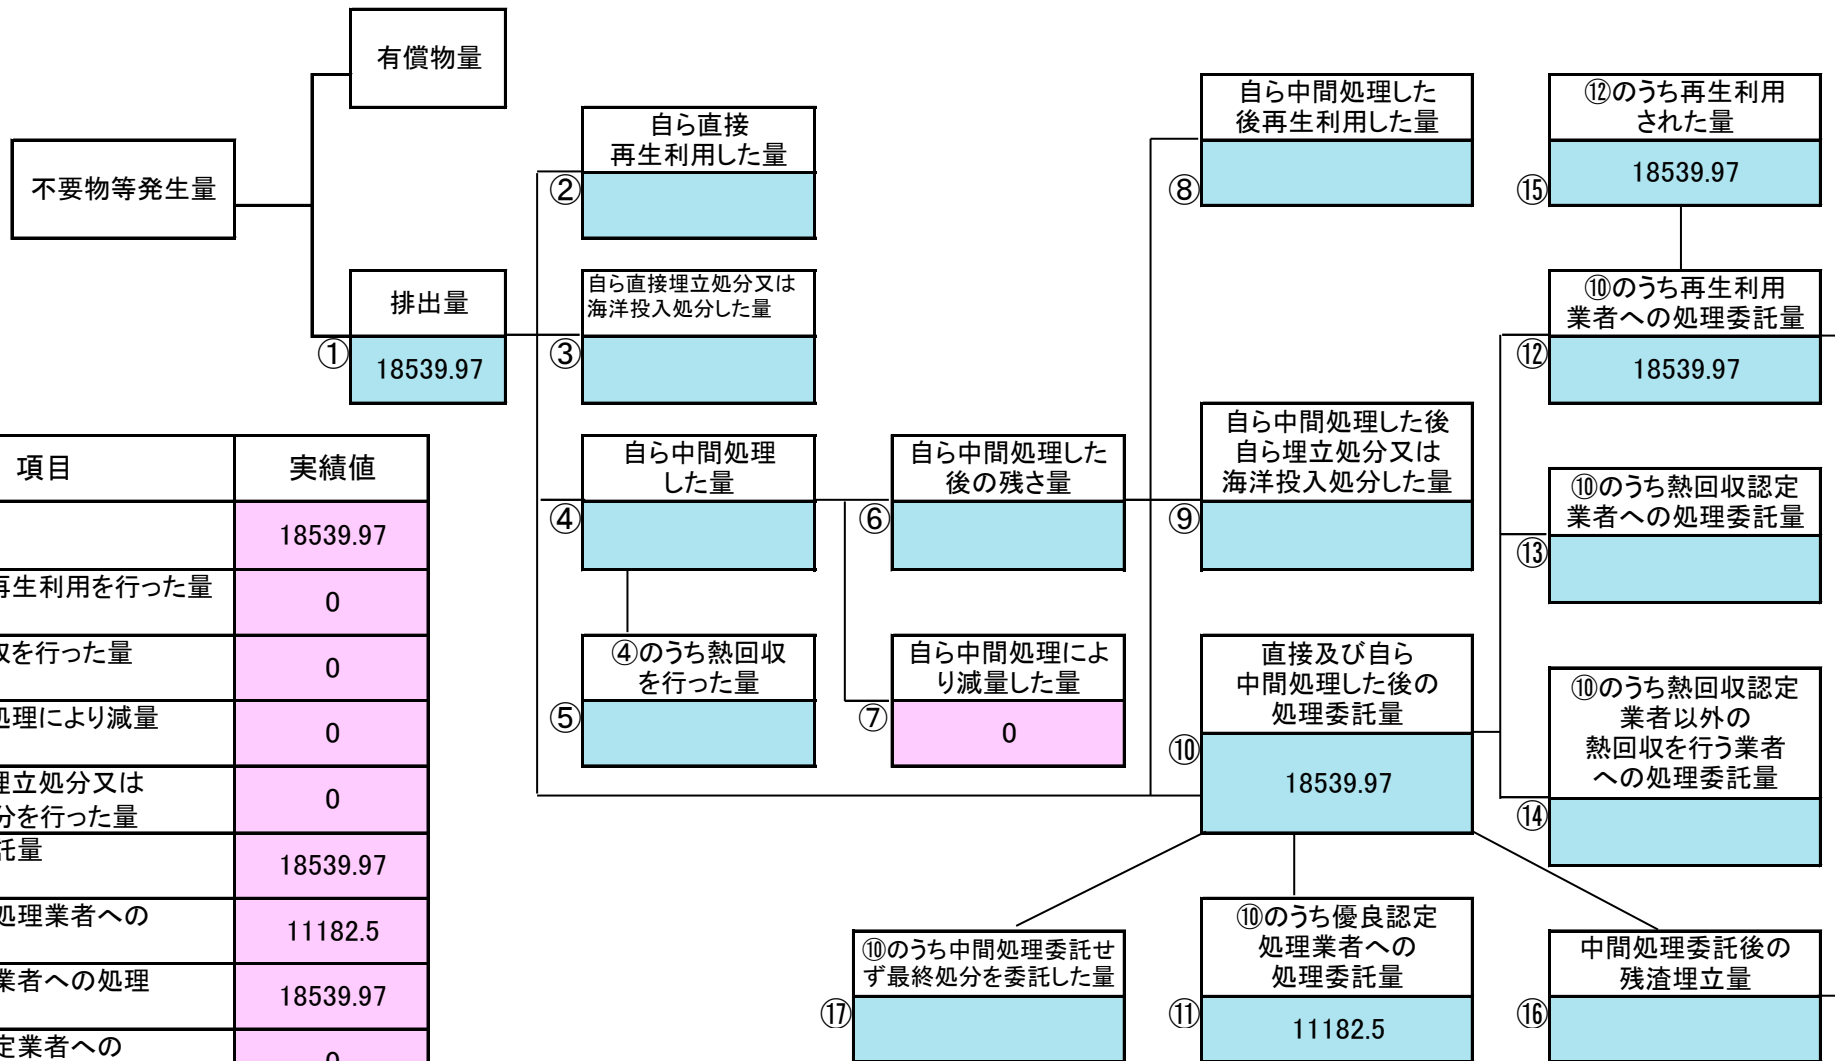 有償物量
不要物等発生量
排出量
①
18539.97
自ら直接
再生利用した量
②
自ら直接埋立処分又は
海洋投入処分した量
③
自ら中間処理
した量
④
④のうち熱回収
を行った量
⑤
自ら中間処理した
後の残さ量
⑥
自ら中間処理によ
り減量した量
⑦
0
自ら中間処理した
後再生利用した量
⑧
自ら中間処理した後
自ら埋立処分又は
海洋投入処分した量
⑨
直接及び自ら
中間処理した後の
処理委託量
⑩
18539.97
⑫のうち再生利用
された量
⑮
18539.97
⑩のうち再生利用
業者への処理委託量
⑫
18539.97
⑩のうち熱回収認定
業者への処理委託量
⑬
⑩のうち熱回収認定
業者以外の
熱回収を行う業者
への処理委託量
⑭
⑩のうち中間処理委託せ
ず最終処分を委託した量
⑰
⑩のうち優良認定
処理業者への
処理委託量
⑪
11182.5
中間処理委託後の
残渣埋立量
⑯
項目 実績値
18539.97
再生利用を行った量 0
を行った量 0
処理により減量 0
埋立処分又は
分を行った量 0
託量 18539.97
処理業者への 11182.5
業者への処理 18539.97
定業者への 0